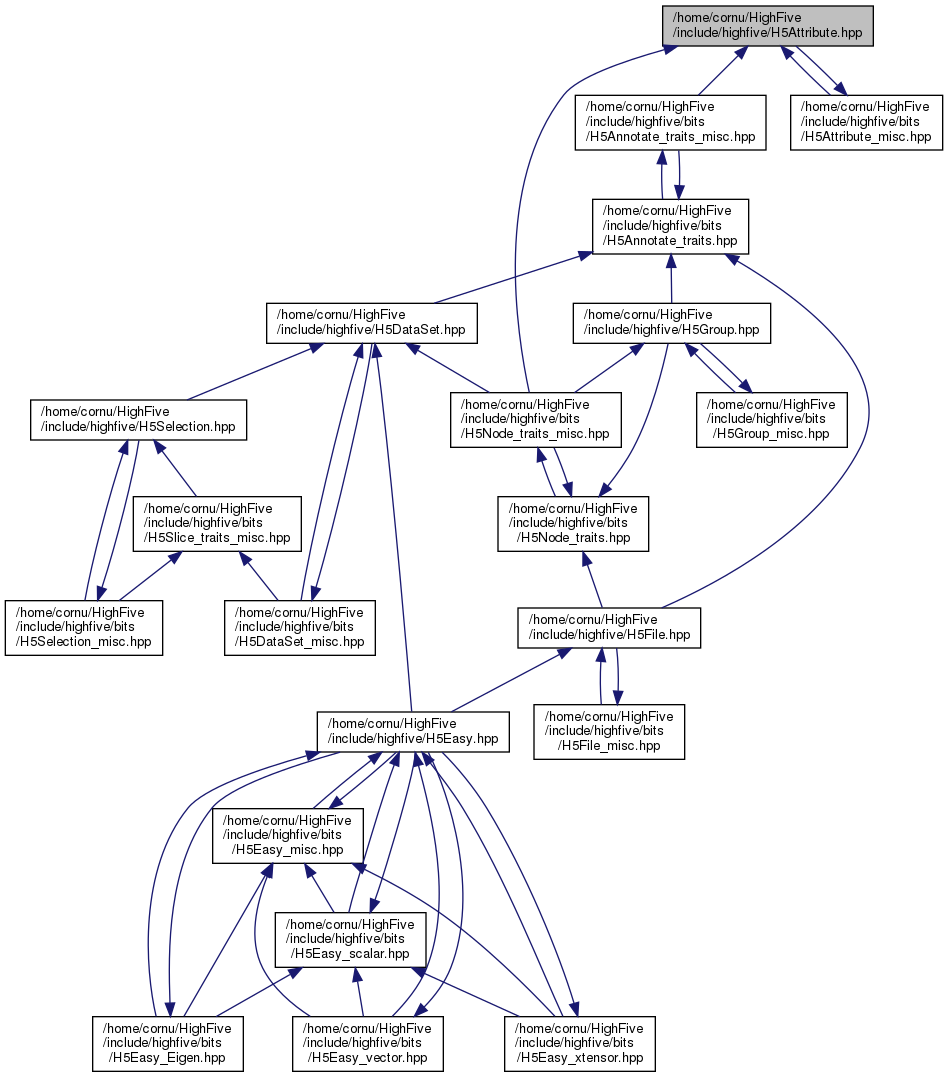 /home/cornu/HighFive
/include/highfive/H5Attribute.hpp
/home/cornu/HighFive
/include/highfive/bits
/H5Annotate_traits_misc.hpp
/home/cornu/HighFive
/include/highfive/bits
/H5Attribute_misc.hpp
/home/cornu/HighFive
/include/highfive/bits
/H5Annotate_traits.hpp
/home/cornu/HighFive
/include/highfive/H5DataSet.hpp
/home/cornu/HighFive
/include/highfive/H5Group.hpp
/home/cornu/HighFive
/include/highfive/H5Selection.hpp
/home/cornu/HighFive
/include/highfive/bits
/H5Node_traits_misc.hpp
/home/cornu/HighFive
/include/highfive/bits
/H5Group_misc.hpp
/home/cornu/HighFive
/include/highfive/bits
/H5Slice_traits_misc.hpp
/home/cornu/HighFive
/include/highfive/bits
/H5Node_traits.hpp
/home/cornu/HighFive
/include/highfive/bits
/H5Selection_misc.hpp
/home/cornu/HighFive
/include/highfive/bits
/H5DataSet_misc.hpp
/home/cornu/HighFive
/include/highfive/H5File.hpp
/home/cornu/HighFive
/include/highfive/H5Easy.hpp
/home/cornu/HighFive
/include/highfive/bits
/H5File_misc.hpp
/home/cornu/HighFive
/include/highfive/bits
/H5Easy_misc.hpp
/home/cornu/HighFive
/include/highfive/bits
/H5Easy_scalar.hpp
/home/cornu/HighFive
/include/highfive/bits
/H5Easy_Eigen.hpp
/home/cornu/HighFive
/include/highfive/bits
/H5Easy_vector.hpp
/home/cornu/HighFive
/include/highfive/bits
/H5Easy_xtensor.hpp